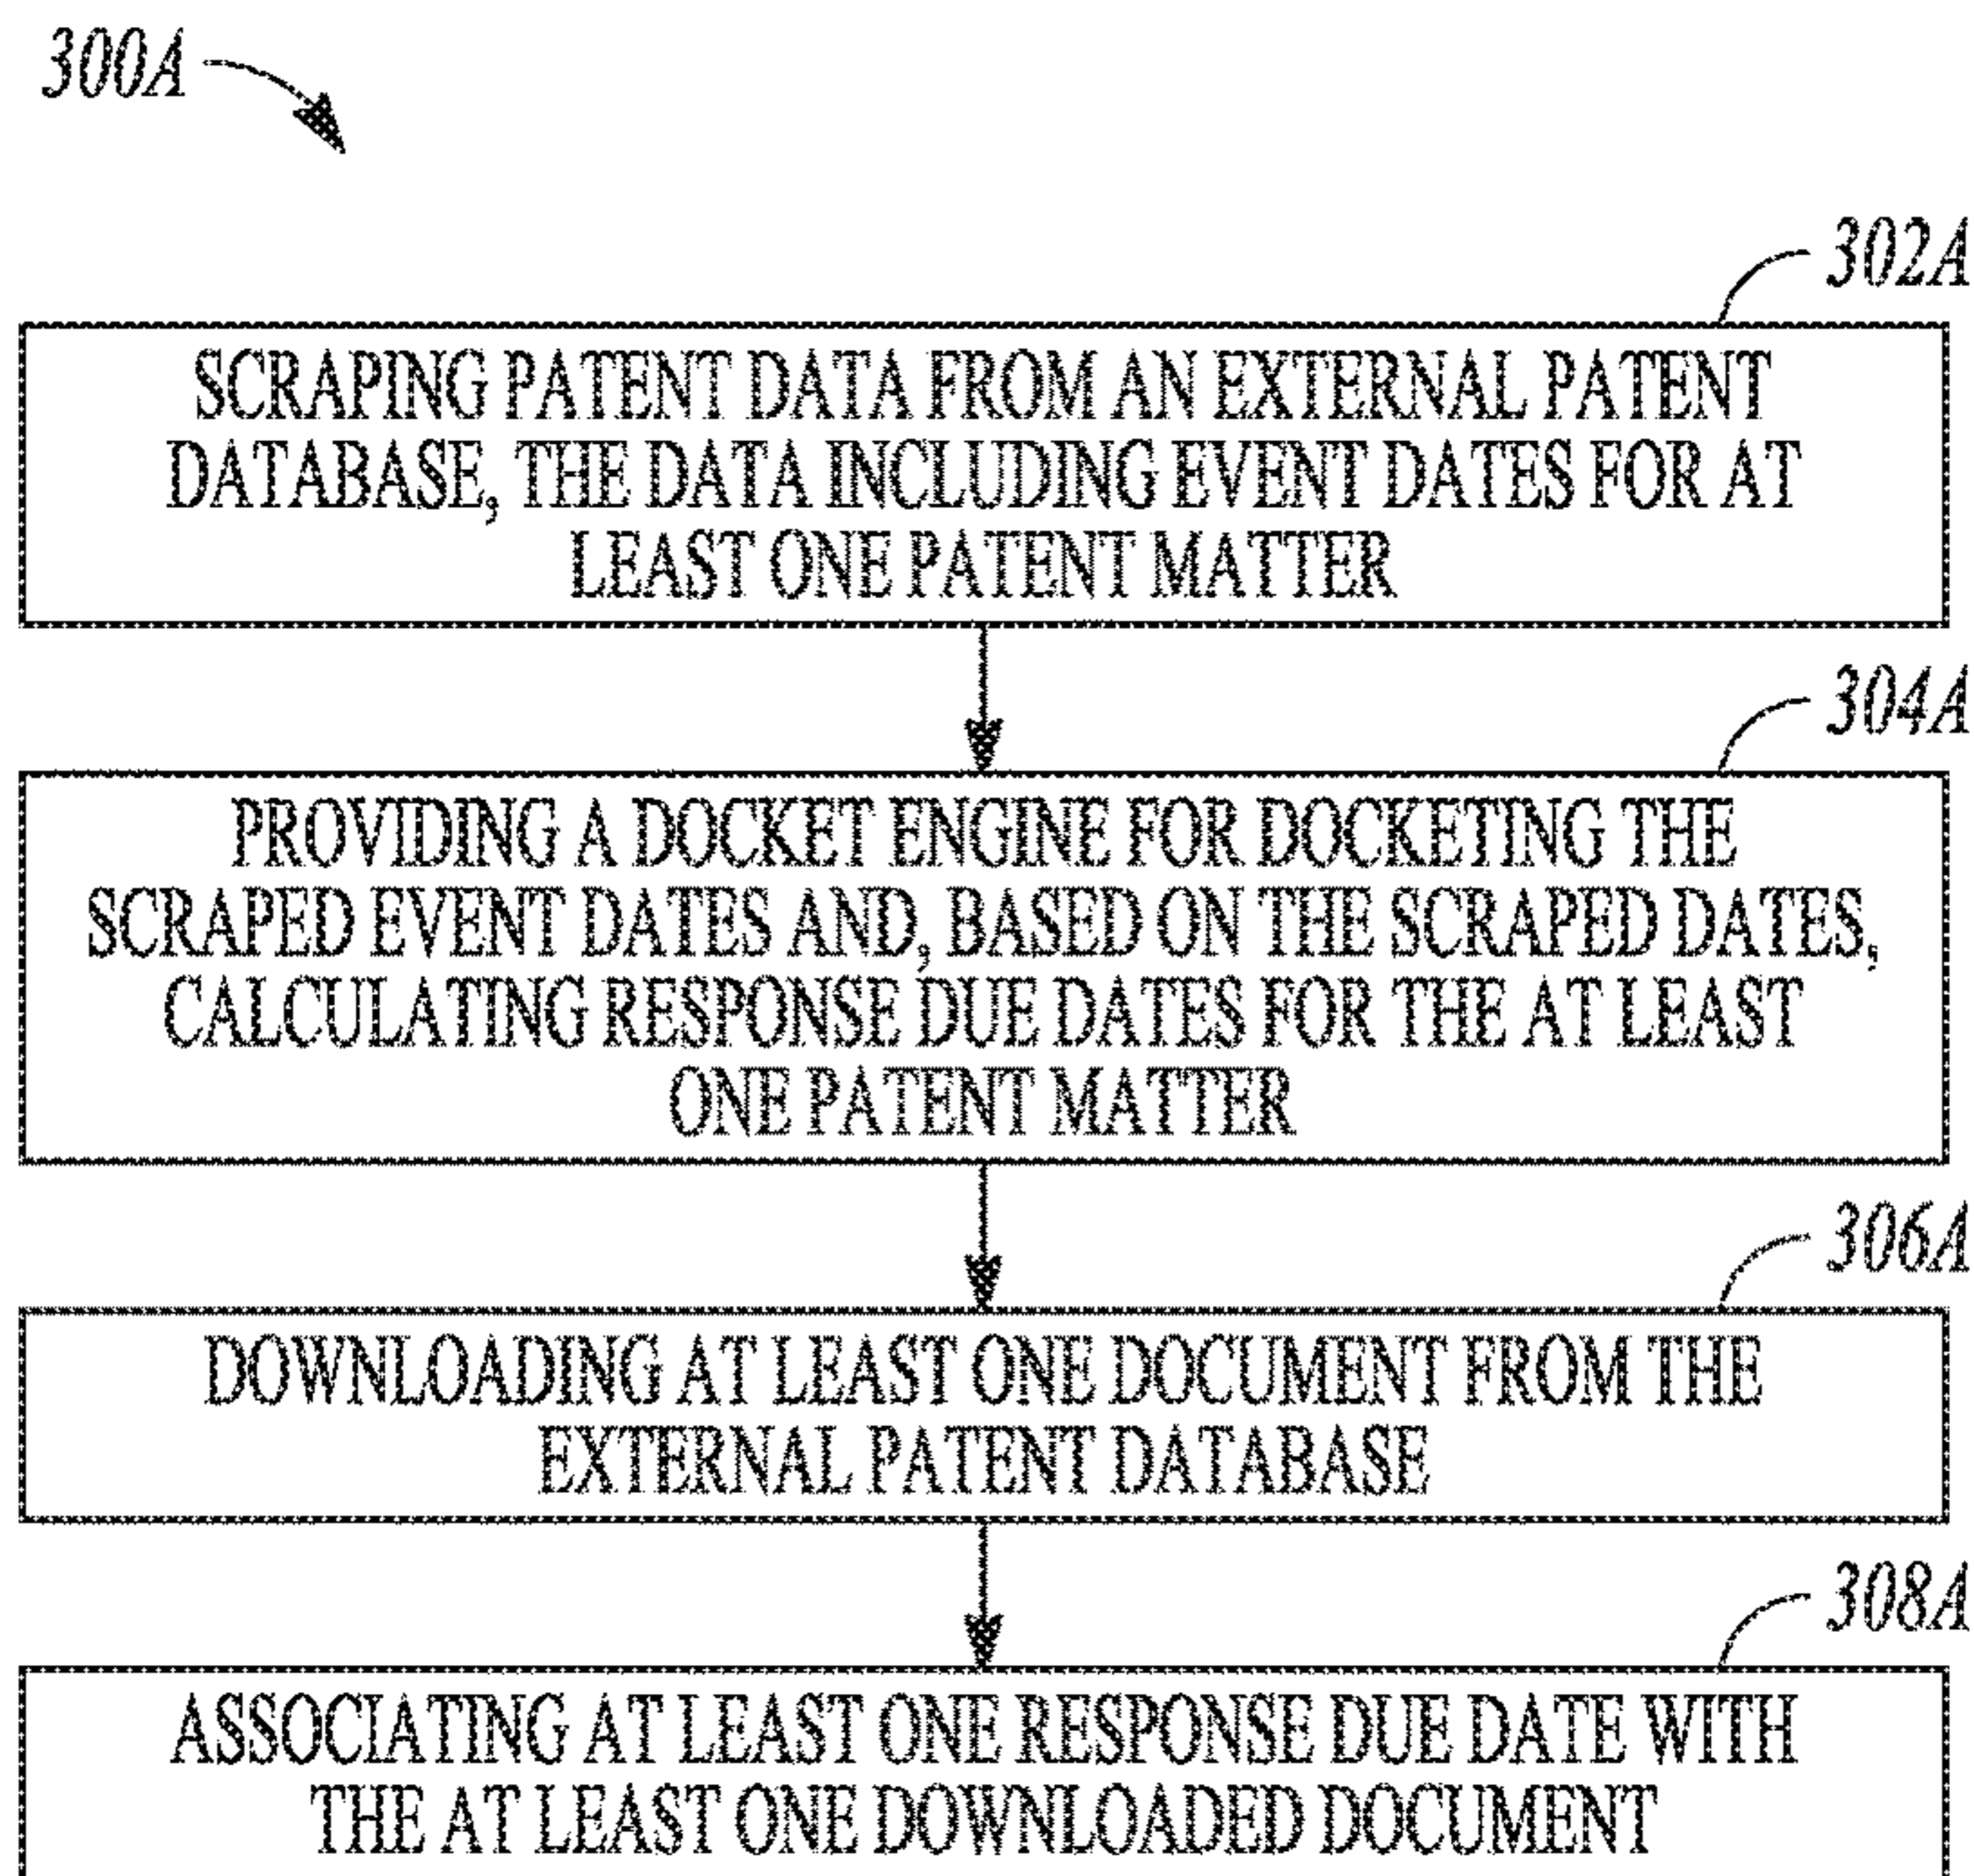 300A
302A
SCRAPING PATENT DATA FROM AN EXTERNAL PATENT
DATABASE, THE DATA INCLUDING EVENT DATES FOR AT
LEAST ONE PATENT MATTER
304A
PROVIDING A DOCKET ENGINE FOR DOCKETING THE
SCRAPED EVENT DATES AND, BASED ON THE SCRAPED DATES,
CALCULATING RESPONSE DUE DATES FOR THE AT LEAST
ONE PATENT MATTER
306A
DOWNLOADING AT LEAST ONE DOCUMENT FROM THE
EXTERNAL PATENT DATABASE
308A
ASSOCIATING AT LEAST ONE RESPONSE DUE DATE WITH
THE AT LEAST ONE DOWNLOADED DOCUMENT